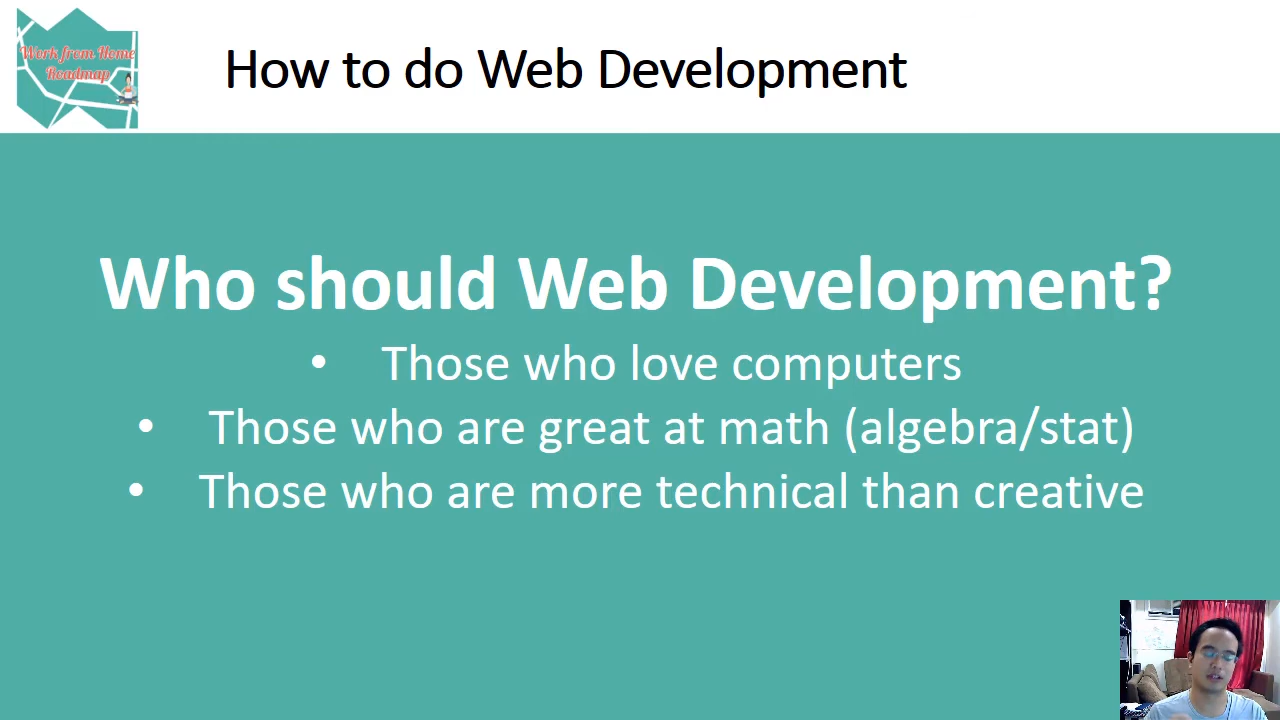 Work from Home
Roadmap
How to do Web Development
Who should Web Development?
• Those who love computers
• Those who are great at math (algebra/stat)
• Those who are more technical than creative